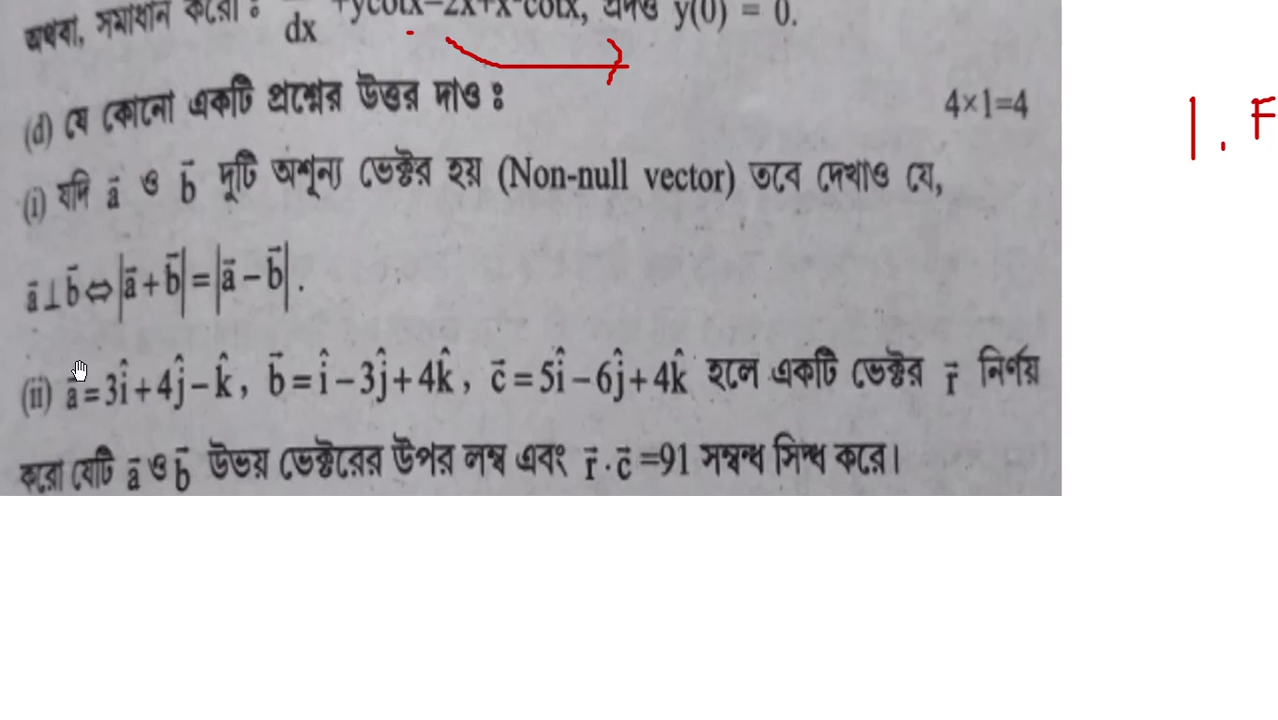 অথবা, সমাধান করো : dx +ycotx=2x+x²cotx, প্রদত্ত y(0) = 0.
(d) যে কোনো একটি প্রশ্নের উত্তর দাও : 4×1=4
(i) যদি a⃗ ও b⃗ দুটি অশূন্য ভেক্টর হয় (Non-null vector) তবে দেখাও যে,
a⃗⊥b⃗⇔|a⃗+b⃗|=|a⃗−b⃗|.
(ii) a⃗=3î+4ĵ−k̂, b⃗=î−3ĵ+4k̂, c⃗=5î−6ĵ+4k̂ হলে একটি ভেক্টর r⃗ নির্ণয়
করো যেটি a⃗ ও b⃗ উভয় ভেক্টরের উপর লম্ব এবং r⃗·c⃗=91 সম্বন্ধ সিদ্ধ করে।
1. F